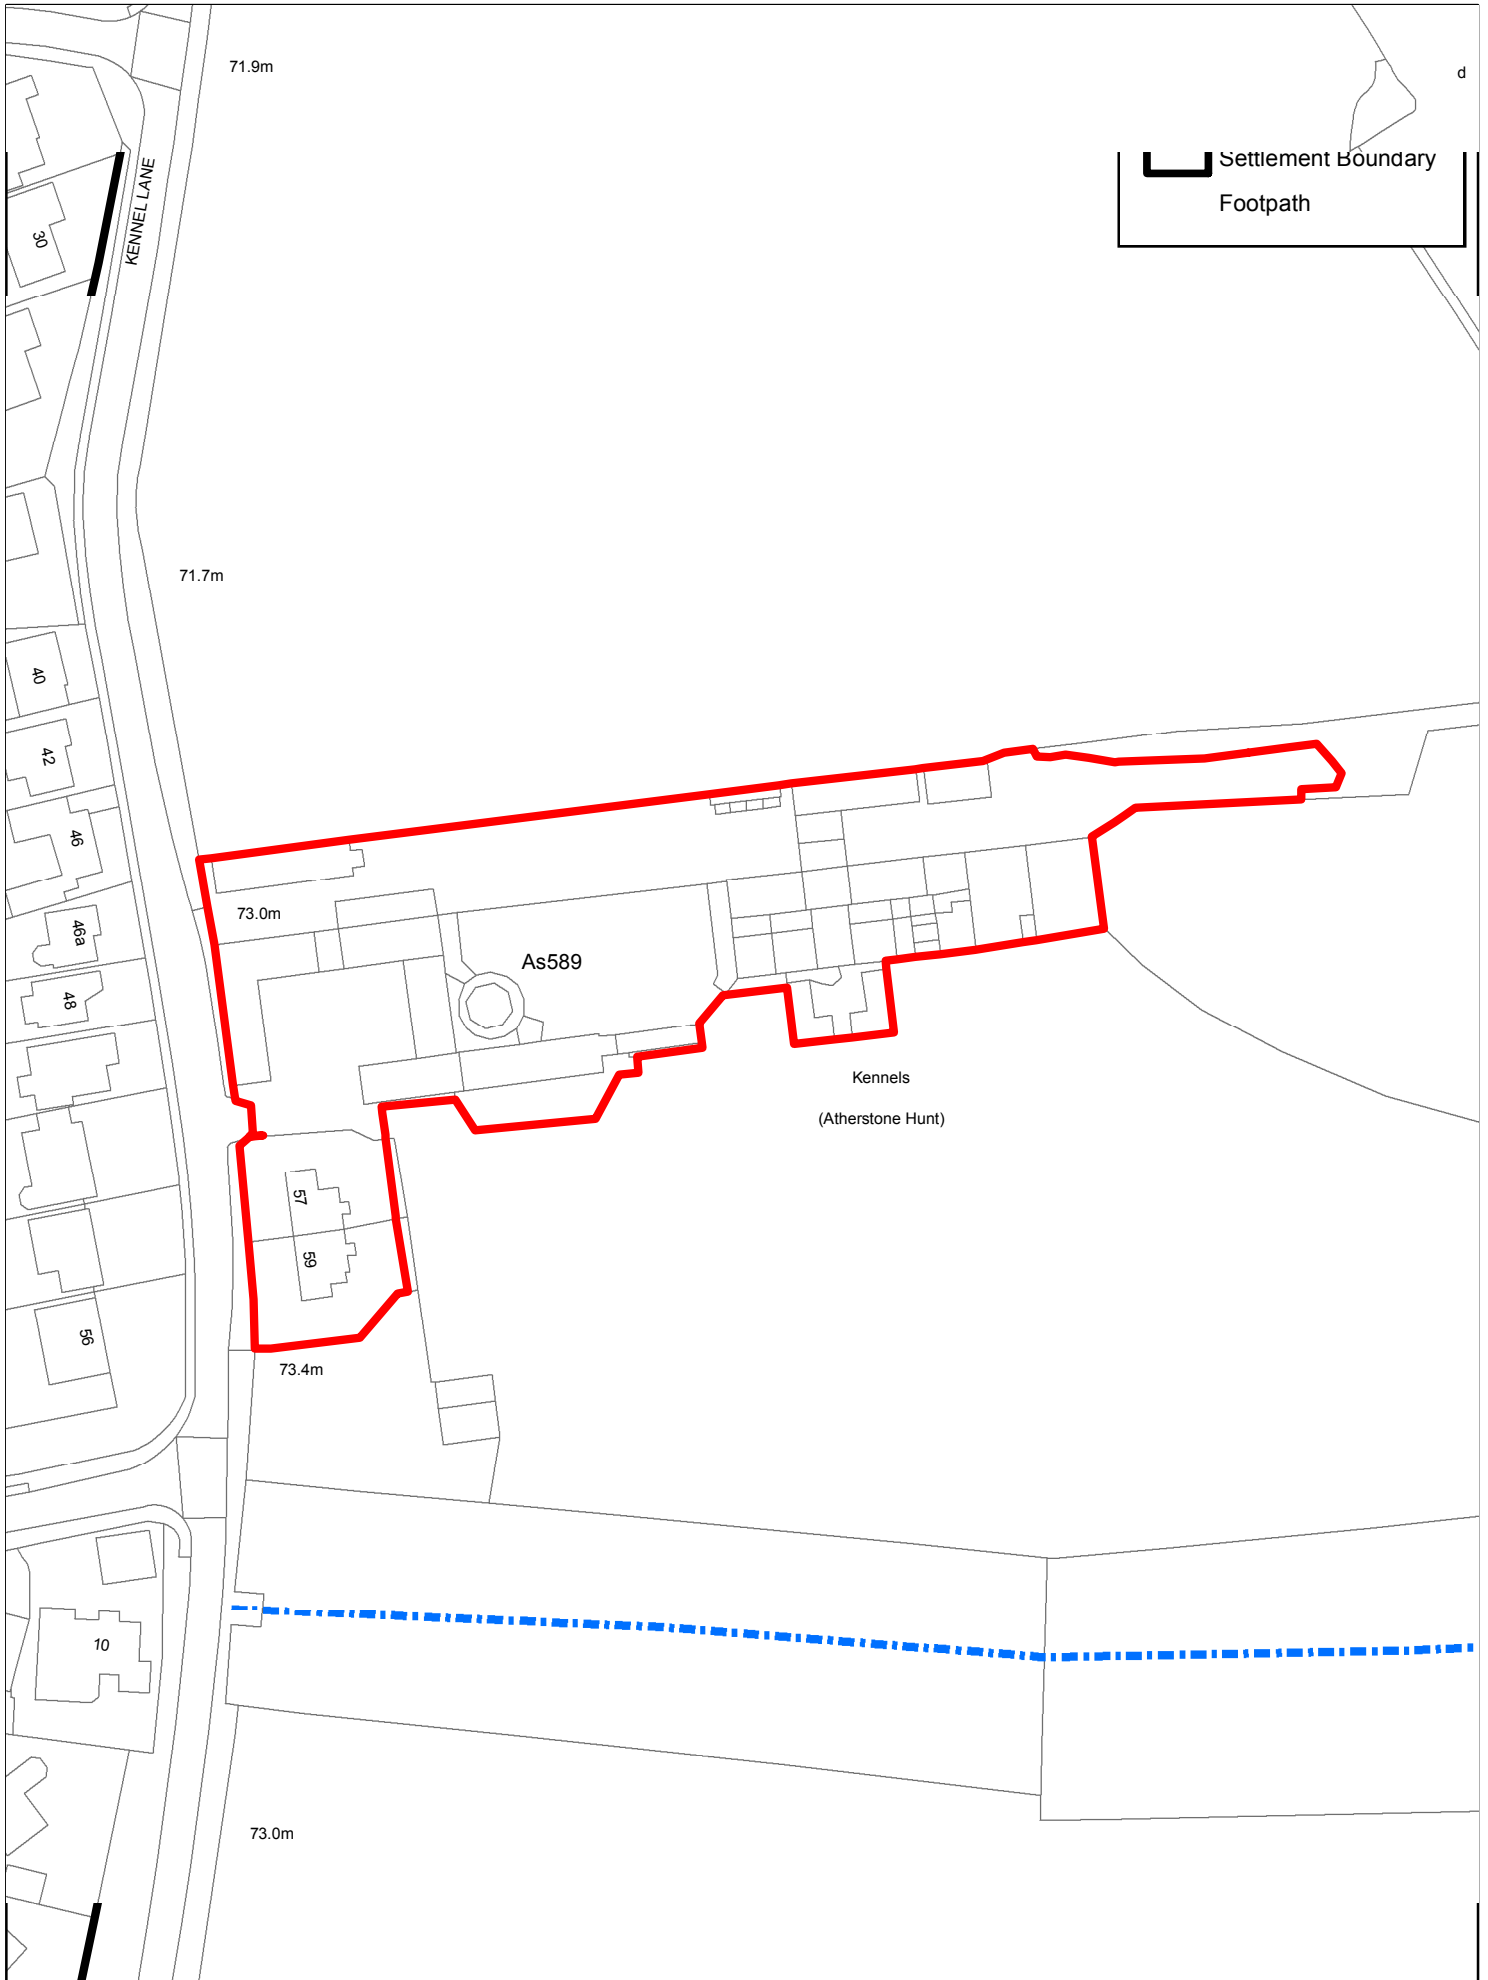 71.9m
d
KENNEL LANE
Settlement Boundary
Footpath
30
71.7m
40
42
46
73.0m
46a
As589
48
Kennels
(Atherstone Hunt)
57
59
56
73.4m
10
73.0m